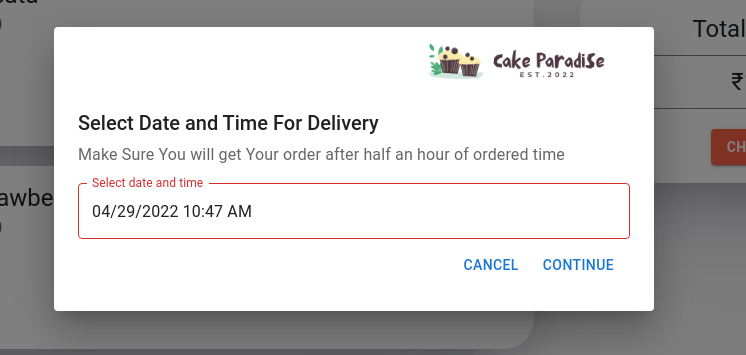 Total
Cake Paradise
EST.2022
₹
Select Date and Time For Delivery
Make Sure You will get Your order after half an hour of ordered time
Select date and time
04/29/2022 10:47 AM
CANCEL CONTINUE